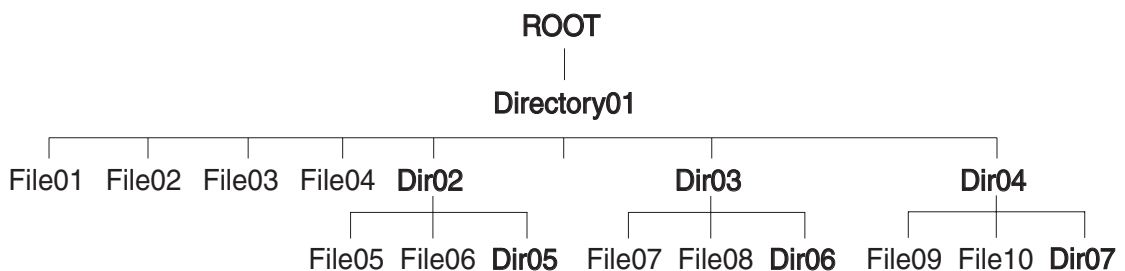 ROOT
Directory01
File01 File02 File03 File04 Dir02 Dir03 Dir04
File05 File06 Dir05 File07 File08 Dir06 File09 File10 Dir07